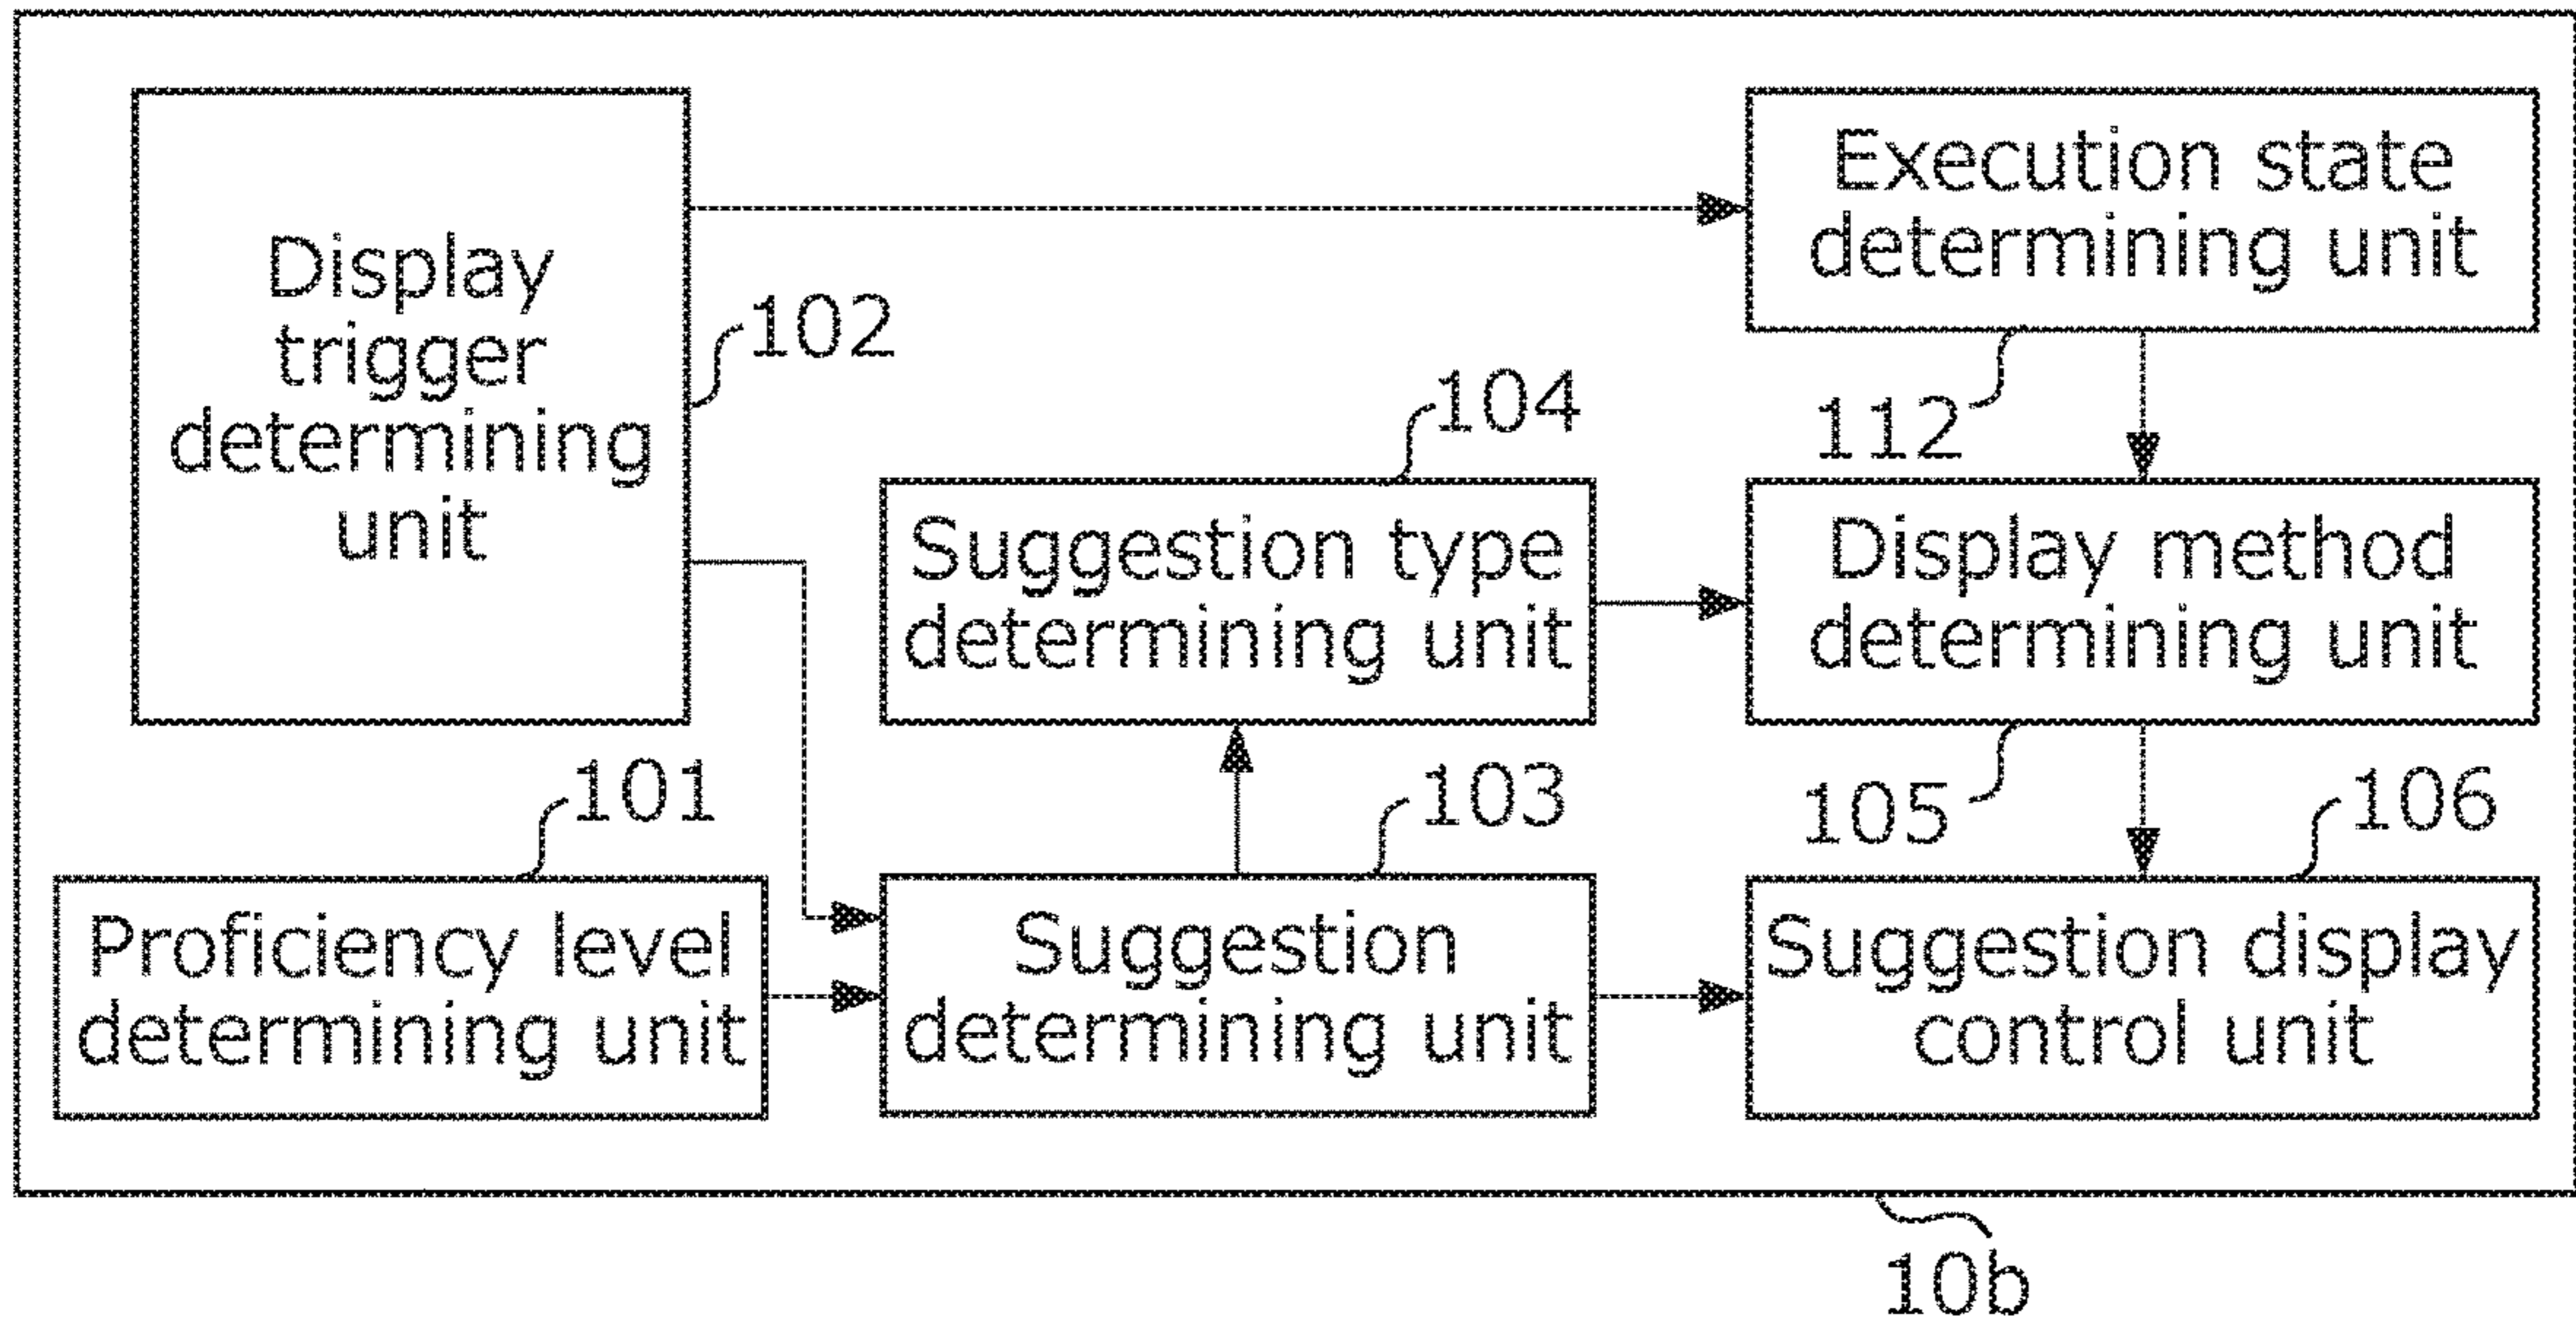 Display
trigger
determining
unit
102
Execution state
determining unit
112
104
Suggestion type
determining unit
Display method
determining unit
105
101
Proficiency level
determining unit
103
Suggestion
determining unit
106
Suggestion display
control unit
10b